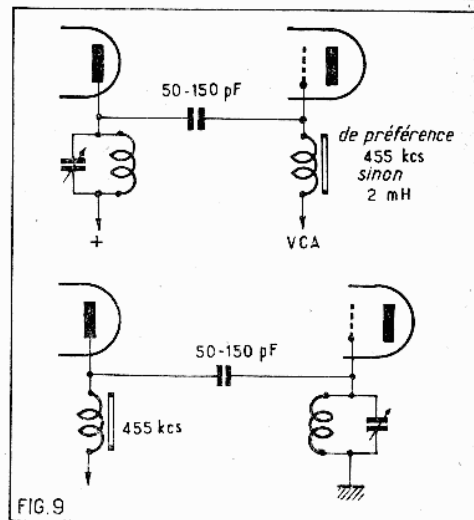 50-150 pF
de préférence
455 kcs
sinon
2 mH
+
VCA
50-150 pF
455 kcs
FIG.9